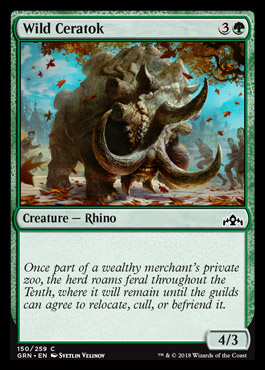 Wild Ceratok 3
Creature — Rhino
Once part of a wealthy merchant's private
zoo, the herd roams feral throughout the
Tenth, where it will remain until the guilds
can agree to relocate, cull, or befriend it.
4/3
150/259 C
GRN • EN Svetlin Velinov
™ & © 2018 Wizards of the Coast